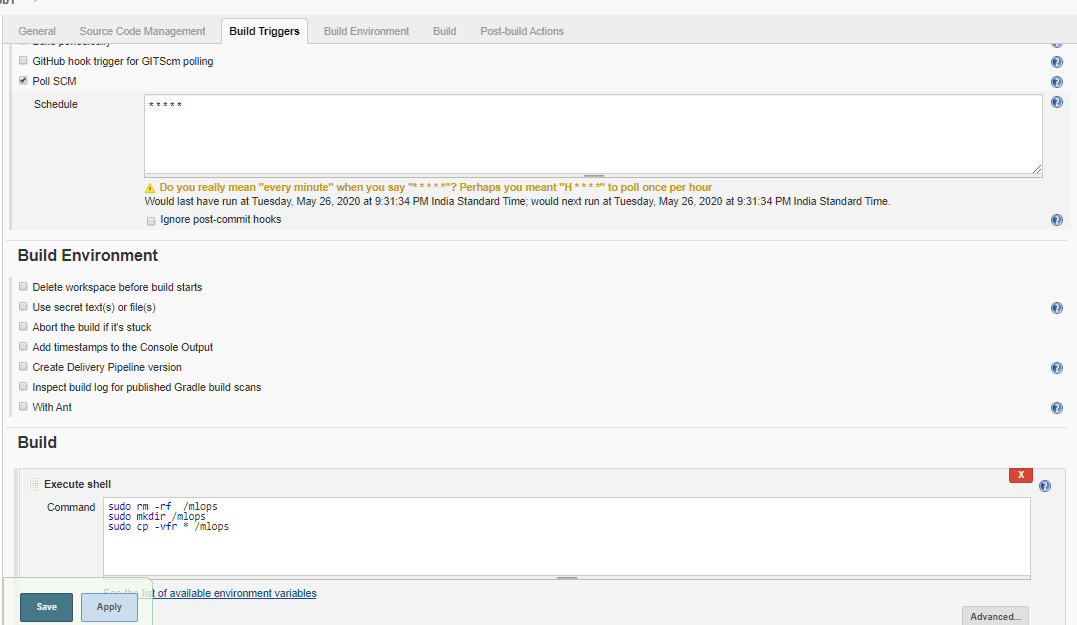 General Source Code Management Build Triggers Build Environment Build Post-build Actions
Build periodically
GitHub hook trigger for GITScm polling
Poll SCM
Schedule
* * * * *
Do you really mean "every minute" when you say "* * * * *"? Perhaps you meant "H * * * *" to poll once per hour
Would last have run at Tuesday, May 26, 2020 at 9:31:34 PM India Standard Time; would next run at Tuesday, May 26, 2020 at 9:31:34 PM India Standard Time.
Ignore post-commit hooks
Build Environment
Delete workspace before build starts
Use secret text(s) or file(s)
Abort the build if it's stuck
Add timestamps to the Console Output
Create Delivery Pipeline version
Inspect build log for published Gradle build scans
With Ant
Build
X
Execute shell
Command
sudo rm -rf  /mlops
sudo mkdir /mlops
sudo cp -vfr * /mlops
See the list of available environment variables
Save Apply
Advanced...